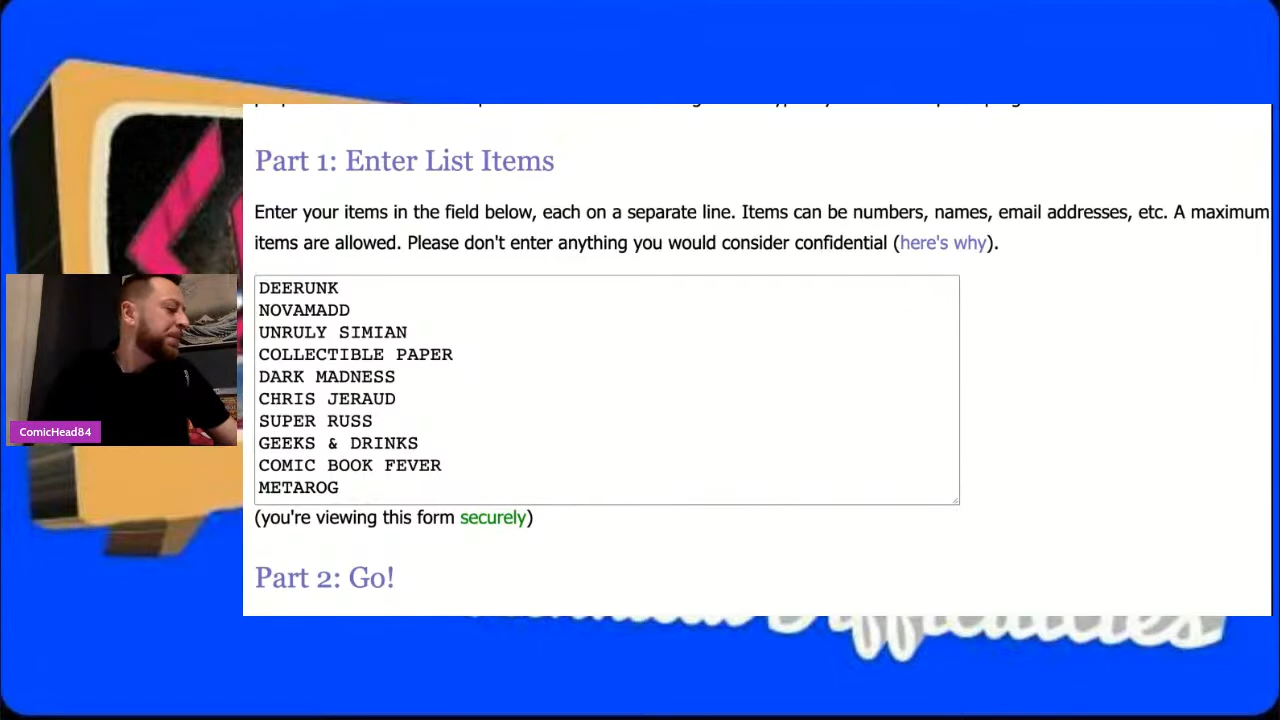 Part 1: Enter List Items
Enter your items in the field below, each on a separate line. Items can be numbers, names, email addresses, etc. A maximum
items are allowed. Please don't enter anything you would consider confidential (here's why).
DEERUNK
NOVAMADD
UNRULY SIMIAN
COLLECTIBLE PAPER
DARK MADNESS
CHRIS JERAUD
SUPER RUSS
GEEKS & DRINKS
COMIC BOOK FEVER
METAROG
ComicHead84
(you're viewing this form securely)
Part 2: Go!
Difficulties